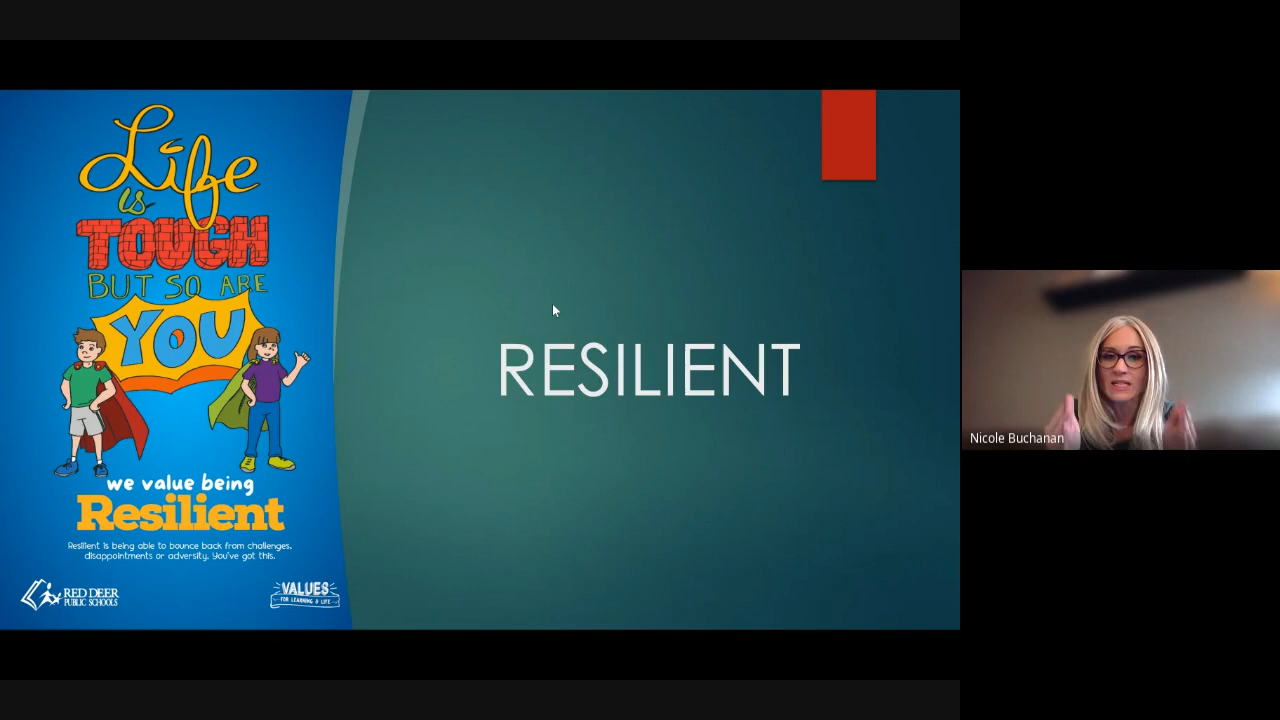 Life
is
TOUGH
BUT SO ARE
YOU
we value being
Resilient
Resilient is being able to bounce back from challenges,
disappointments or adversity. You've got this.
RED DEER
PUBLIC SCHOOLS
VALUES
FOR LEARNING & LIFE
RESILIENT
Nicole Buchanan